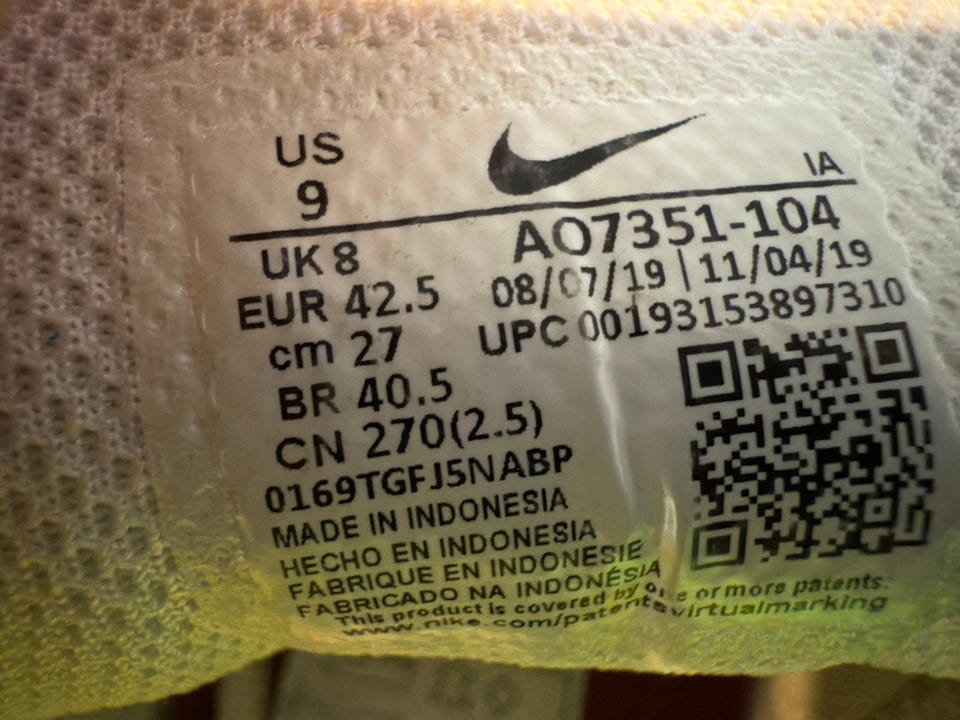 US
9
IA
UK 8
EUR 42.5
cm 27
BR 40.5
CN 270(2.5)
AO7351-104
08/07/19 | 11/04/19
UPC 00193153897310
0169TGFJ5NABP
MADE IN INDONESIA
HECHO EN INDONESIA
FABRIQUE EN INDONESIE
FABRICADO NA INDONÉSIA
This product is covered by or more patents.
www.nike.com/patents virtualmarking